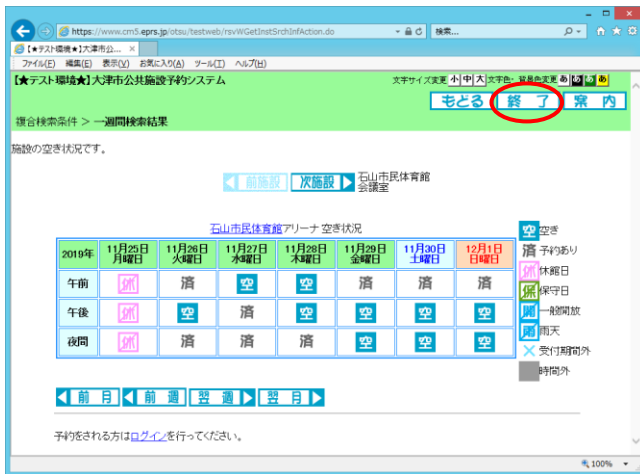 https://www.crn5.eprs.jp/otsu/testweb/rsvWGetInstSrchInfAction.do
検索...
【★テスト環境★】大津市公... ×
ファイル(F) 編集(E) 表示(V) お気に入り(A) ツール(T) ヘルプ(H)
【★テスト環境★】大津市公共施設予約システム
文字サイズ変更 小 中 大 文字色・背景色変更 あ あ あ あ
もどる 終 了 案 内
複合検索条件 > 一週間検索結果
施設の空き状況です。
前施設 次施設 石山市民体育館
会議室
石山市民体育館アリーナ 空き状況
2019年 11月25日 月曜日 11月26日 火曜日 11月27日 水曜日 11月28日 木曜日 11月29日 金曜日 11月30日 土曜日 12月1日 日曜日
午前 休 済 空 空 済 済 済
午後 休 空 済 空 済 空 空
夜間 休 済 済 済 空 空 空
空 空き
済 予約あり
休 休館日
保 保守日
開 一般開放
雨 雨天
× 受付期間外
時間外
前 月 前 週 翌 週 翌 月
予約をされる方はログインを行ってください。
100%